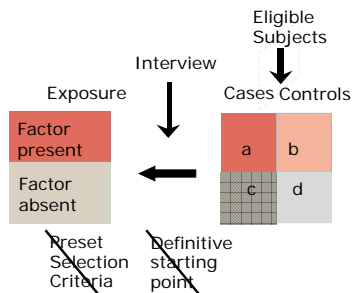 Eligible
Subjects
Interview
Exposure
Cases Controls
Factor
present
a
b
Factor
absent
c
d
Preset
Selection
Criteria
Definitive
starting
point